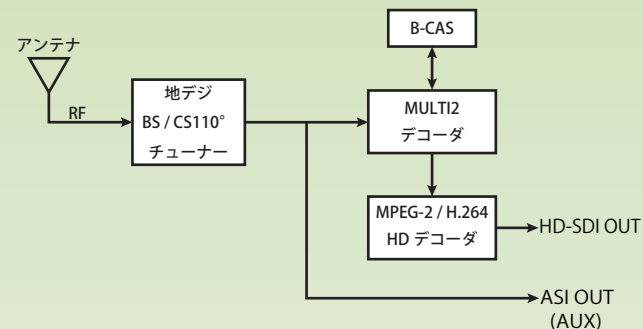 アンテナ
RF
地デジ
BS / CS110°
チューナー
B-CAS
MULTI2
デコーダ
MPEG-2 / H.264
HD デコーダ
HD-SDI OUT
ASI OUT
(AUX)